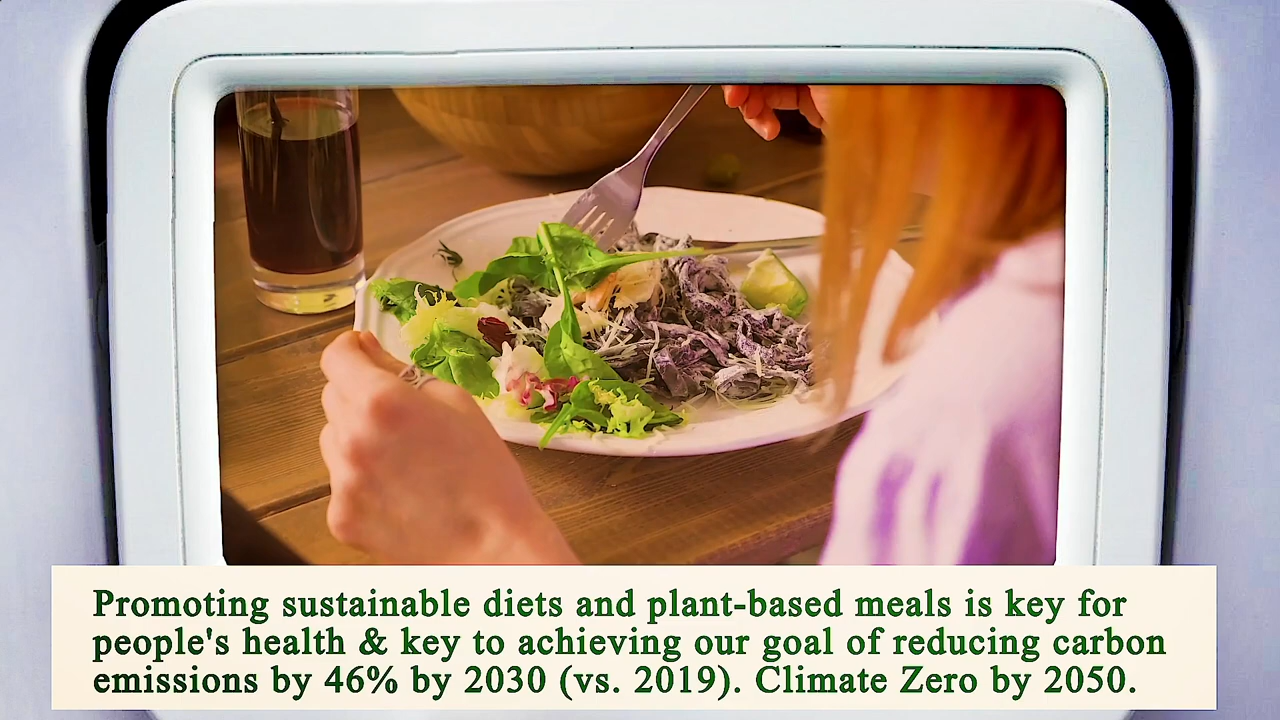 Promoting sustainable diets and plant-based meals is key for
people's health & key to achieving our goal of reducing carbon
emissions by 46% by 2030 (vs. 2019). Climate Zero by 2050.